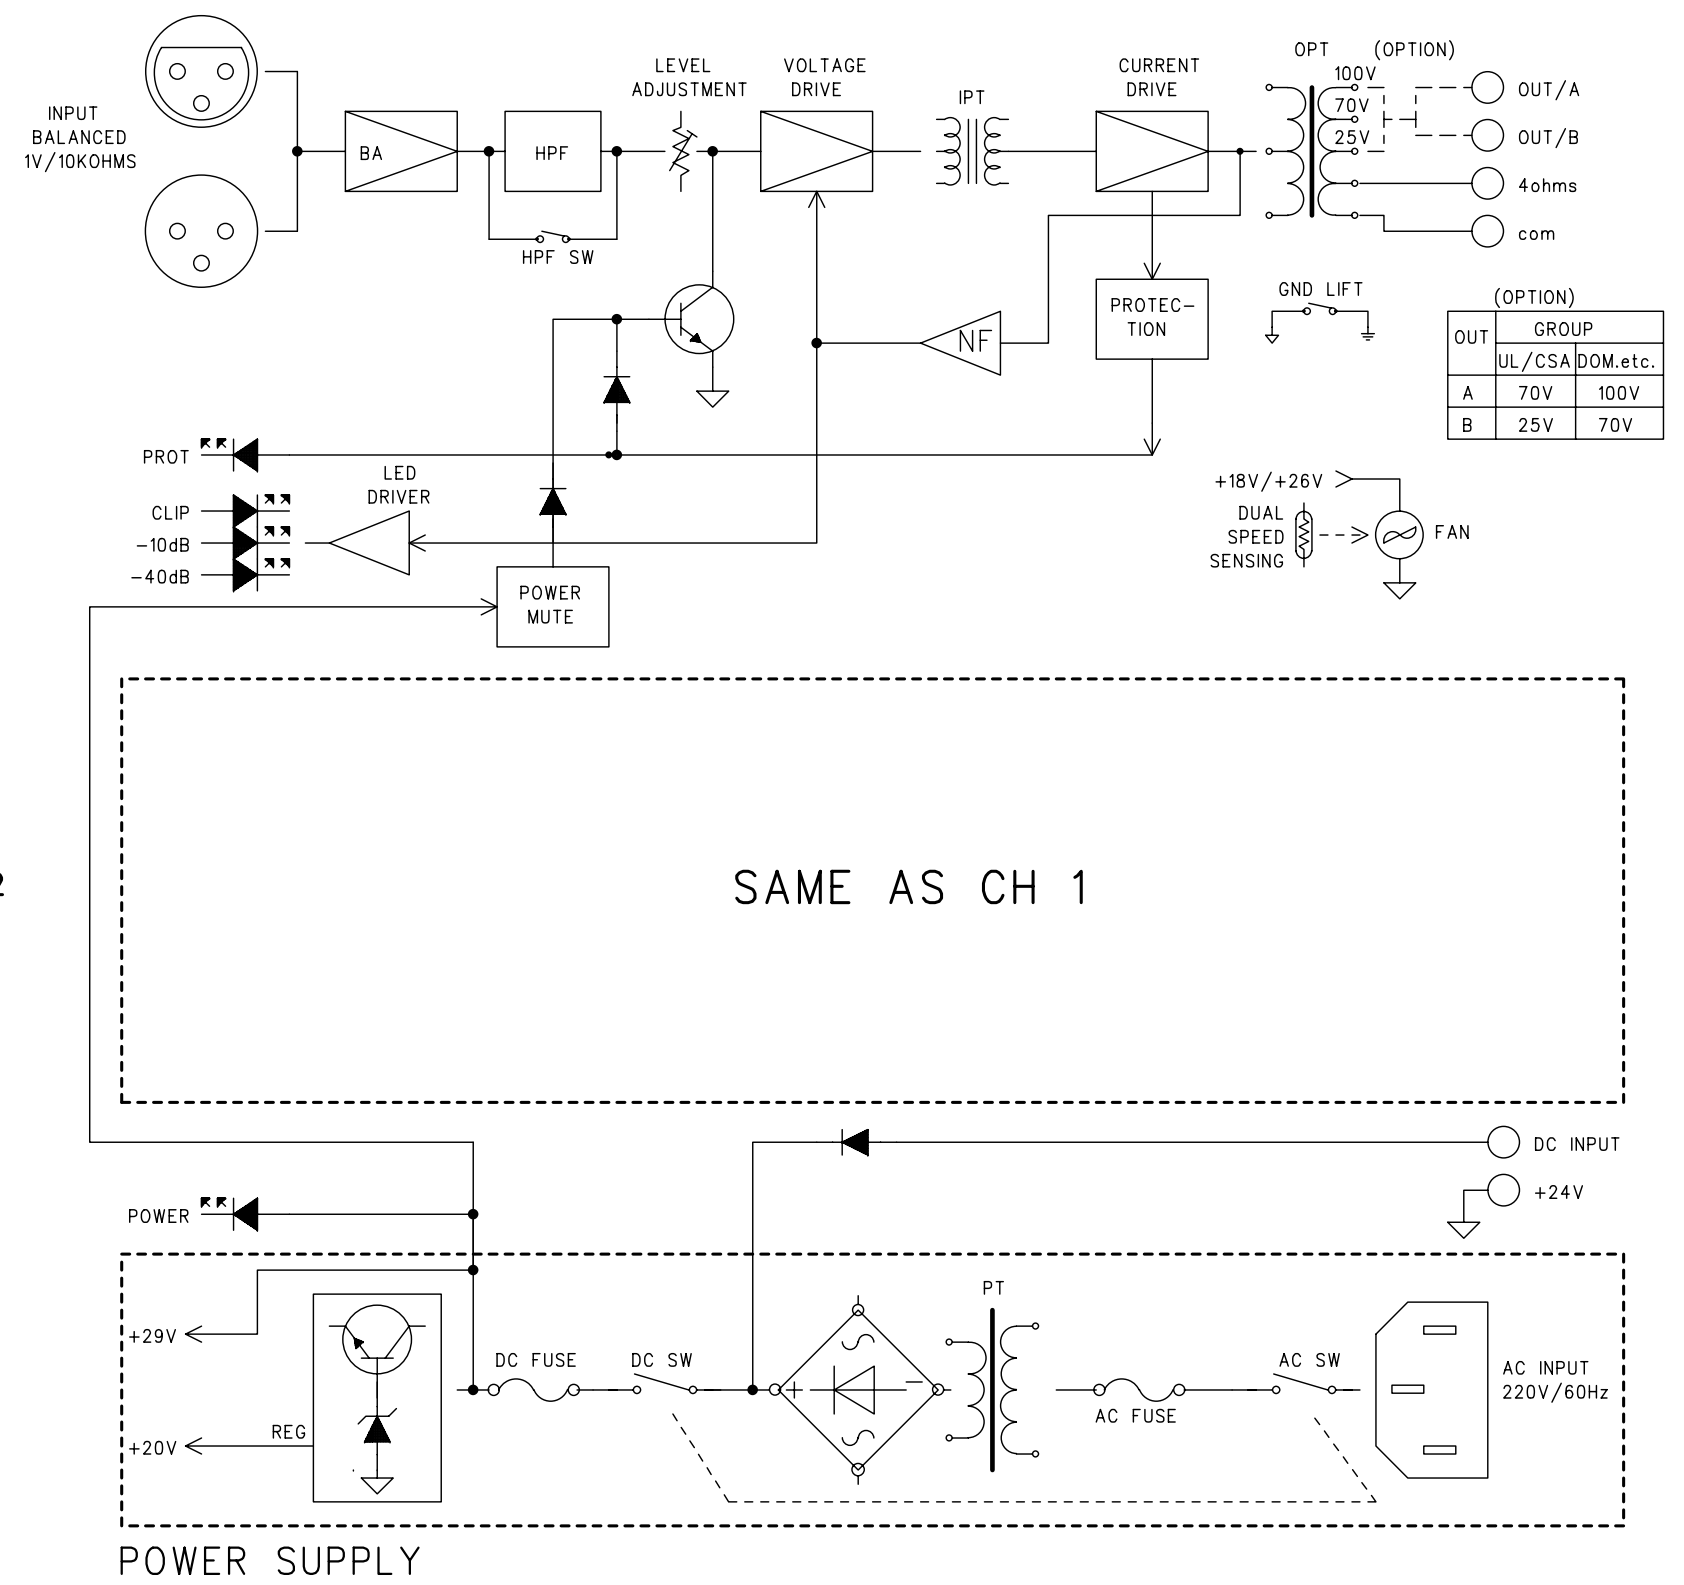 INPUT
BALANCED
1V/10KOHMS
BA
HPF
HPF SW
LEVEL
ADJUSTMENT
VOLTAGE
DRIVE
IPT
CURRENT
DRIVE
OPT
(OPTION)
100V
70V
25V
OUT/A
OUT/B
4ohms
com
PROTEC-
TION
NF
GND LIFT
(OPTION)
OUT GROUP
UL/CSA DOM.etc.
A 70V 100V
B 25V 70V
PROT
LED
DRIVER
CLIP
-10dB
-40dB
POWER
MUTE
+18V/+26V
DUAL
SPEED
SENSING
FAN
2
SAME AS CH 1
DC INPUT
+24V
POWER
+29V
+20V
REG
DC FUSE
DC SW
+ -
PT
AC FUSE
AC SW
AC INPUT
220V/60Hz
POWER SUPPLY